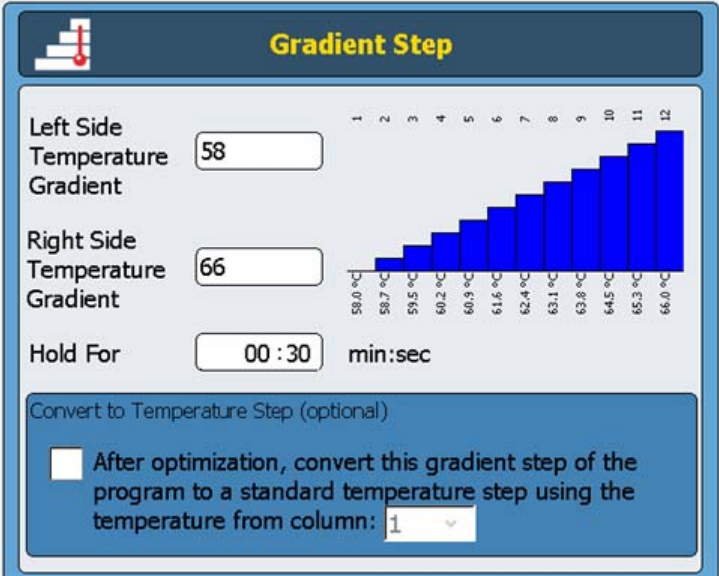 Gradient Step
Left Side
Temperature
Gradient
58
Right Side
Temperature
Gradient
66
Hold For
00:30
min:sec
1 2 3 4 5 6 7 8 9 10 11 12
58.0 °C 58.7 °C 59.5 °C 60.2 °C 60.9 °C 61.6 °C 62.4 °C 63.1 °C 63.8 °C 64.5 °C 65.3 °C 66.0 °C
Convert to Temperature Step (optional)
After optimization, convert this gradient step of the
program to a standard temperature step using the
temperature from column: 1